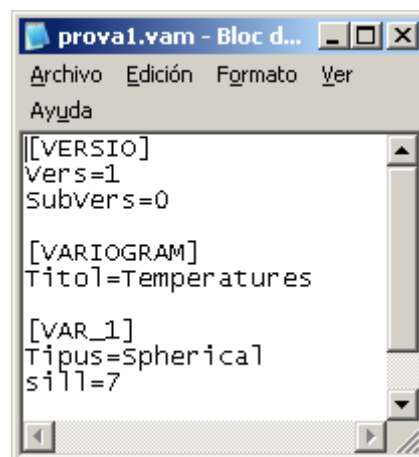 prova1.vam - Bloc d...
Archivo Edición Formato Ver
Ayuda
[VERSIO]
Vers=1
SubVers=0
[VARIOGRAM]
Titol=Temperatures
[VAR_1]
Tipus=Spherical
sill=7